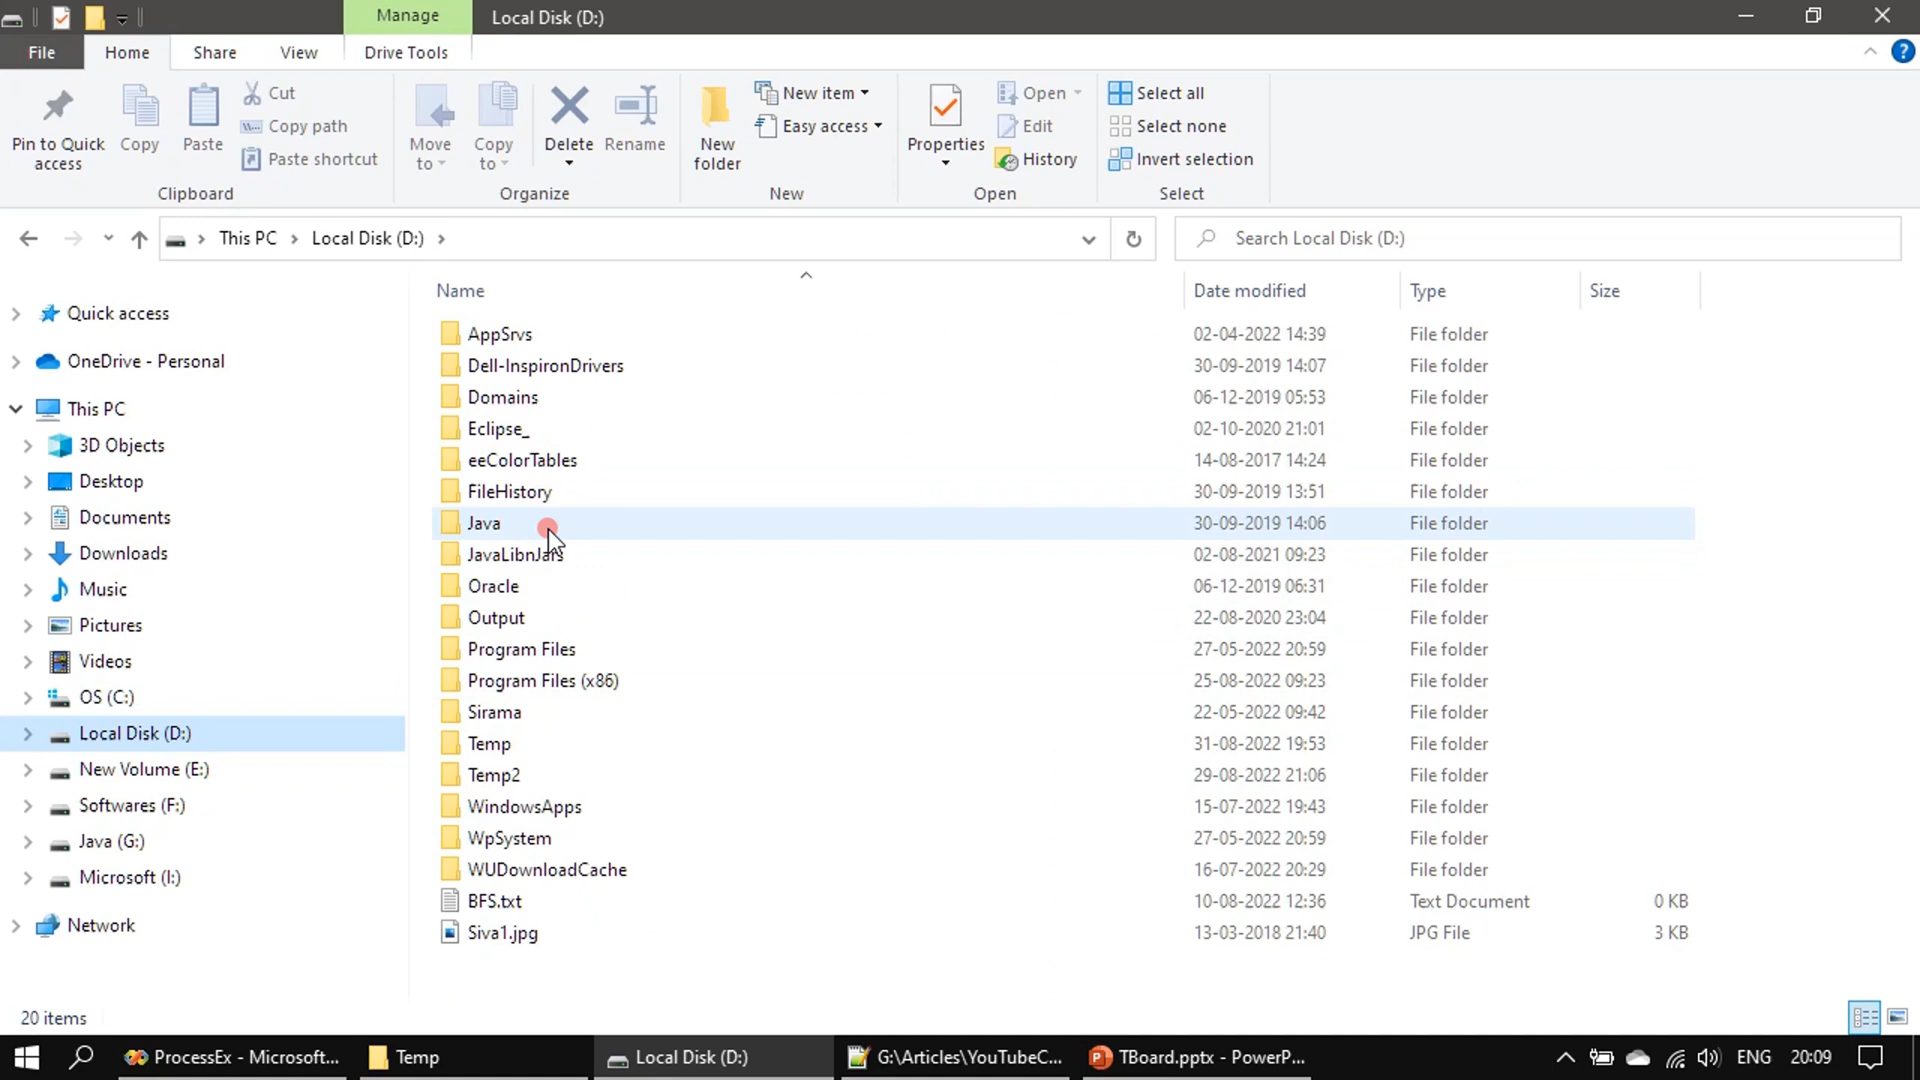 Manage
Local Disk (D:)
File
Home
Share
View
Drive Tools
Pin to Quick access
Copy
Paste
Cut
Copy path
Paste shortcut
Clipboard
Move to
Copy to
Delete
Rename
Organize
New folder
New item
Easy access
New
Properties
Open
Edit
History
Open
Select all
Select none
Invert selection
Select
This PC
Local Disk (D:)
Search Local Disk (D:)
Quick access
OneDrive - Personal
This PC
3D Objects
Desktop
Documents
Downloads
Music
Pictures
Videos
OS (C:)
Local Disk (D:)
New Volume (E:)
Softwares (F:)
Java (G:)
Microsoft (I:)
Network
Name Date modified Type Size
AppSrvs 02-04-2022 14:39 File folder
Dell-InspironDrivers 30-09-2019 14:07 File folder
Domains 06-12-2019 05:53 File folder
Eclipse_ 02-10-2020 21:01 File folder
eeColorTables 14-08-2017 14:24 File folder
FileHistory 30-09-2019 13:51 File folder
Java 30-09-2019 14:06 File folder
JavaLibnJars 02-08-2021 09:23 File folder
Oracle 06-12-2019 06:31 File folder
Output 22-08-2020 23:04 File folder
Program Files 27-05-2022 20:59 File folder
Program Files (x86) 25-08-2022 09:23 File folder
Sirama 22-05-2022 09:42 File folder
Temp 31-08-2022 19:53 File folder
Temp2 29-08-2022 21:06 File folder
WindowsApps 15-07-2022 19:43 File folder
WpSystem 27-05-2022 20:59 File folder
WUDownloadCache 16-07-2022 20:29 File folder
BFS.txt 10-08-2022 12:36 Text Document 0 KB
Siva1.jpg 13-03-2018 21:40 JPG File 3 KB
20 items
ProcessEx - Microsoft...
Temp
Local Disk (D:)
G:\Articles\YouTubeC...
TBoard.pptx - PowerP...
ENG
20:09